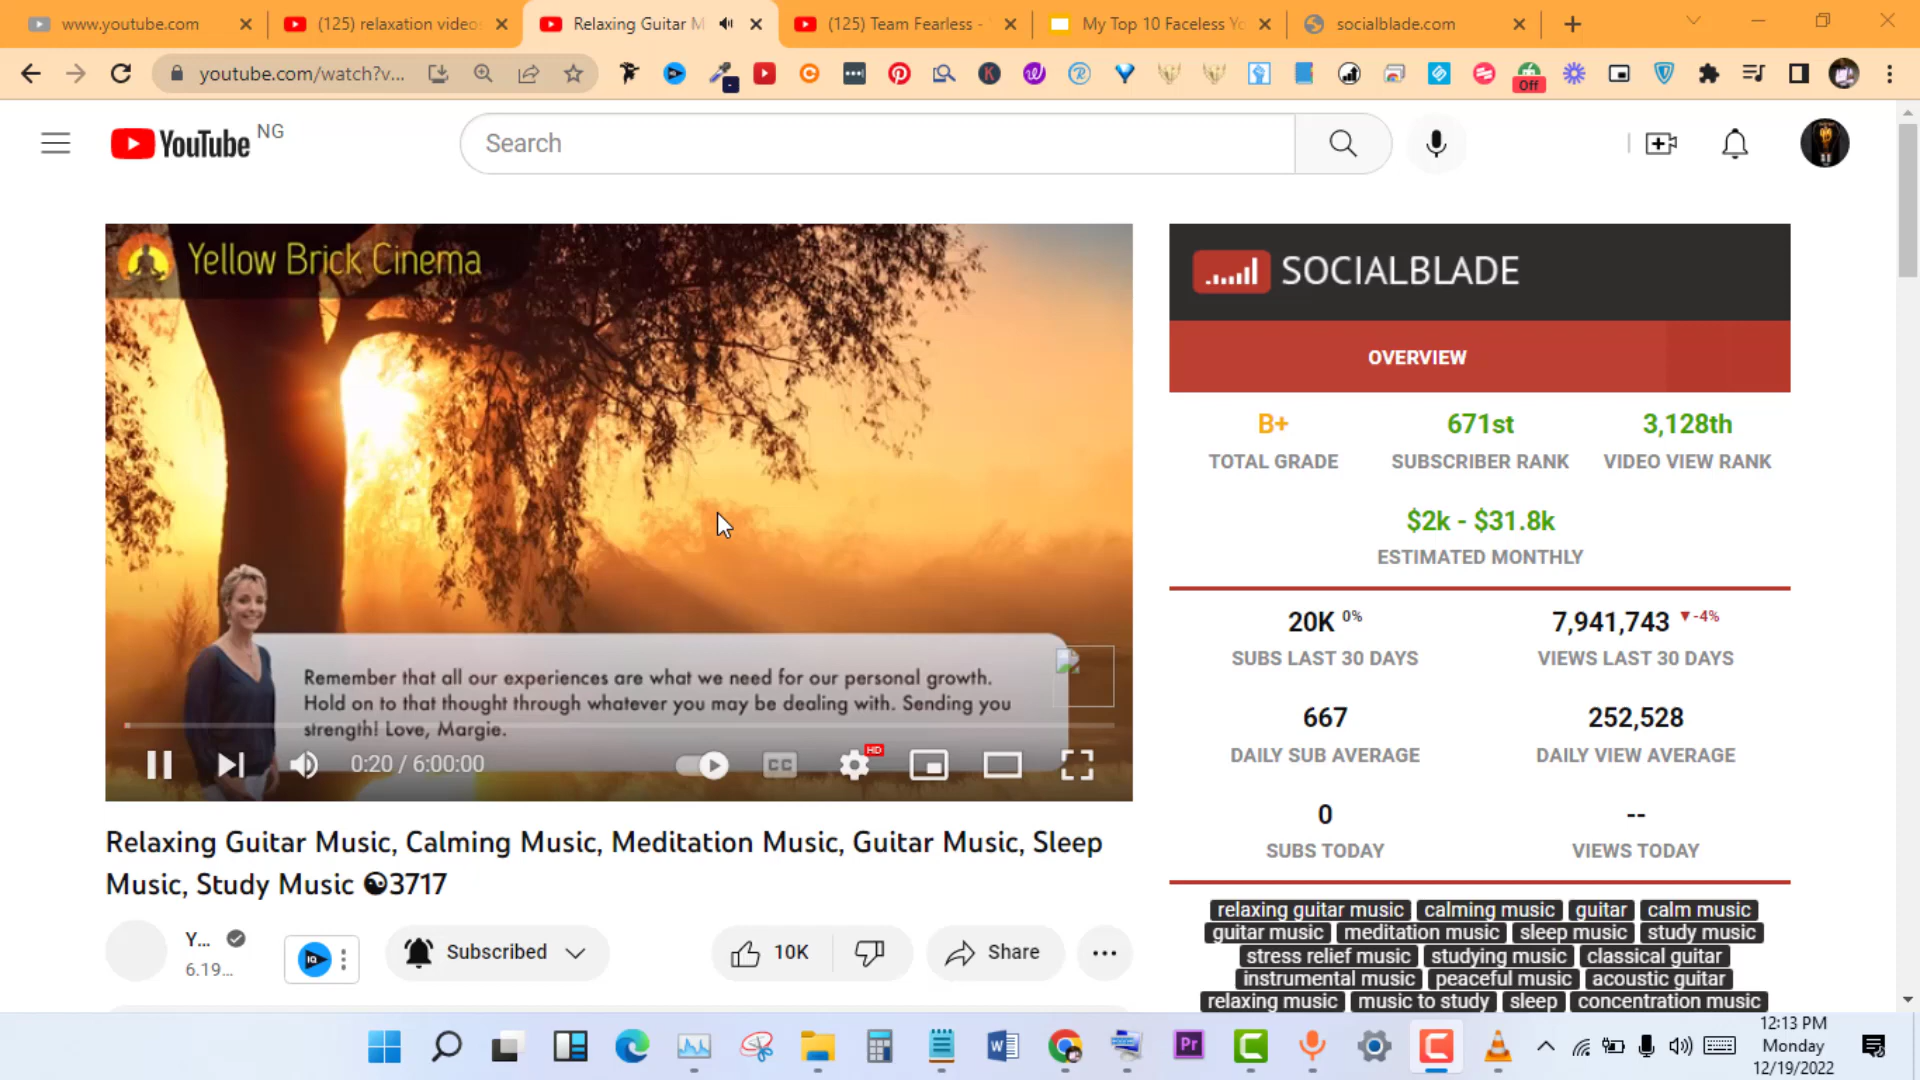 www.youtube.com
(125) relaxation video
Relaxing Guitar M
(125) Team Fearless -
My Top 10 Faceless Yo
socialblade.com
youtube.com/watch?v...
Off
YouTube NG
Search
Yellow Brick Cinema
Remember that all our experiences are what we need for our personal growth.
Hold on to that thought through whatever you may be dealing with. Sending you
strength! Love, Margie.
0:20 / 6:00:00
CC
HD
Relaxing Guitar Music, Calming Music, Meditation Music, Guitar Music, Sleep
Music, Study Music ☯3717
Y...
6.19...
IQ
Subscribed
10K
Share
SOCIALBLADE
OVERVIEW
B+ 671st 3,128th
TOTAL GRADE SUBSCRIBER RANK VIDEO VIEW RANK
$2k - $31.8k
ESTIMATED MONTHLY
20K 0% 7,941,743 ▼-4%
SUBS LAST 30 DAYS VIEWS LAST 30 DAYS
667 252,528
DAILY SUB AVERAGE DAILY VIEW AVERAGE
0 --
SUBS TODAY VIEWS TODAY
relaxing guitar music calming music guitar calm music
guitar music meditation music sleep music study music
stress relief music studying music classical guitar
instrumental music peaceful music acoustic guitar
relaxing music music to study sleep concentration music
Pr
12:13 PM
Monday
12/19/2022